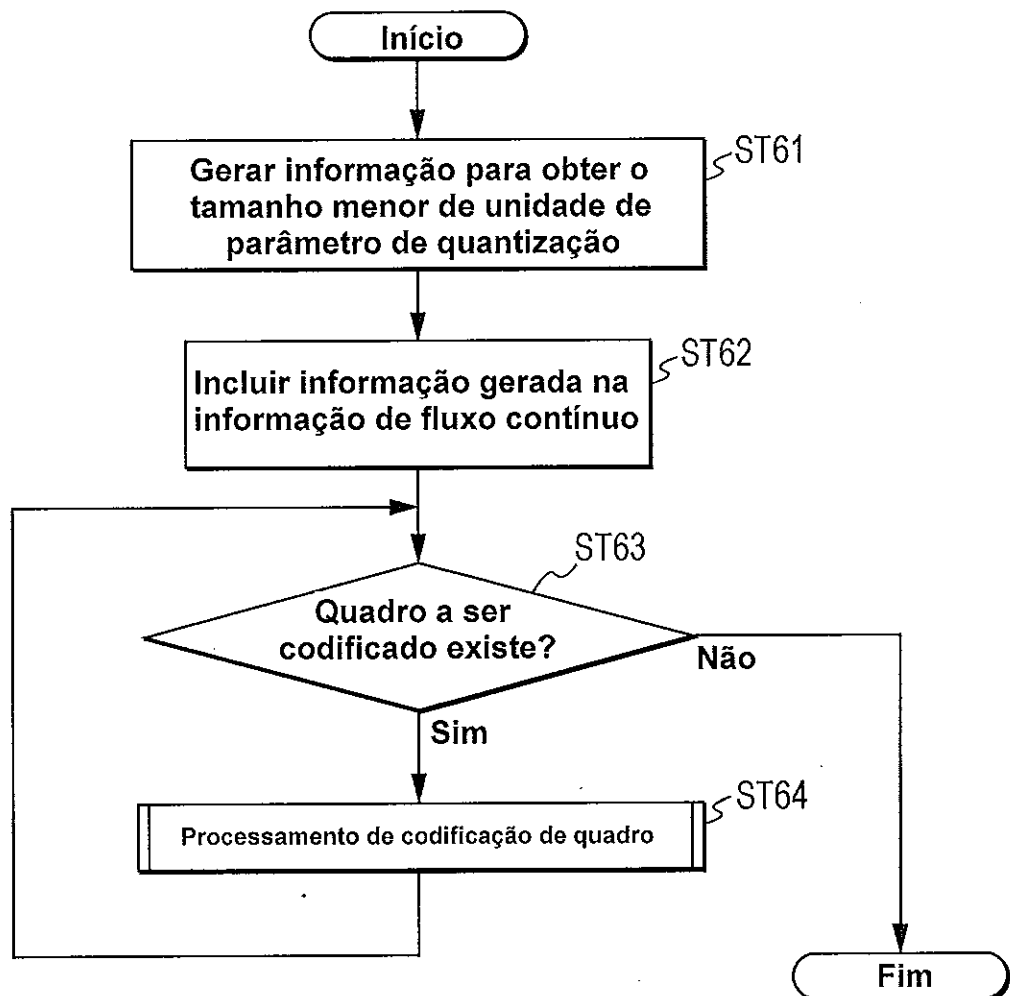 Início
ST61
Gerar informação para obter o
tamanho menor de unidade de
parâmetro de quantização
ST62
Incluir informação gerada na
informação de fluxo contínuo
ST63
Quadro a ser
codificado existe?
Não
Sim
ST64
Processamento de codificação de quadro
Fim